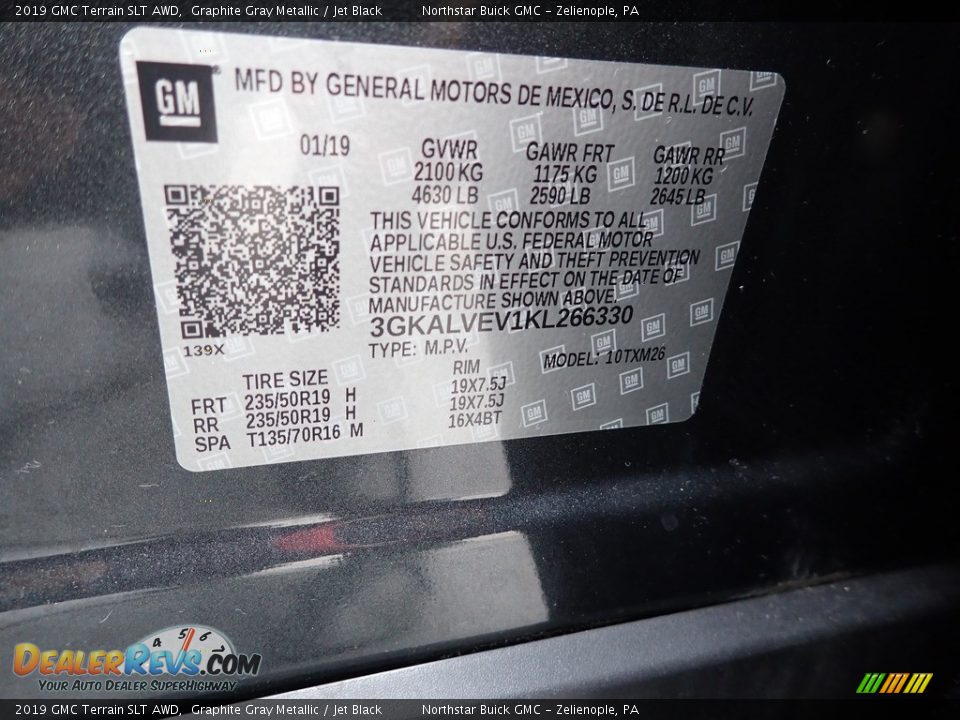 2019 GMC Terrain SLT AWD, Graphite Gray Metallic / Jet Black Northstar Buick GMC - Zelienople, PA
GM MFD BY GENERAL MOTORS DE MEXICO, S. DE R.L. DE C.V.
01/19 GVWR GAWR FRT GAWR RR
2100 KG 1175 KG 1200 KG
4630 LB 2590 LB 2645 LB
THIS VEHICLE CONFORMS TO ALL
APPLICABLE U.S. FEDERAL MOTOR
VEHICLE SAFETY AND THEFT PREVENTION
STANDARDS IN EFFECT ON THE DATE OF
MANUFACTURE SHOWN ABOVE.
3GKALVEV1KL266330
139X TYPE: M.P.V. MODEL: 10TXM26
TIRE SIZE RIM
FRT 235/50R19 H 19X7.5J
RR 235/50R19 H 19X7.5J
SPA T135/70R16 M 16X4BT
4 5 6
DEALERREVS.COM
YOUR AUTO DEALER SUPERHIGHWAY
2019 GMC Terrain SLT AWD, Graphite Gray Metallic / Jet Black Northstar Buick GMC - Zelienople, PA